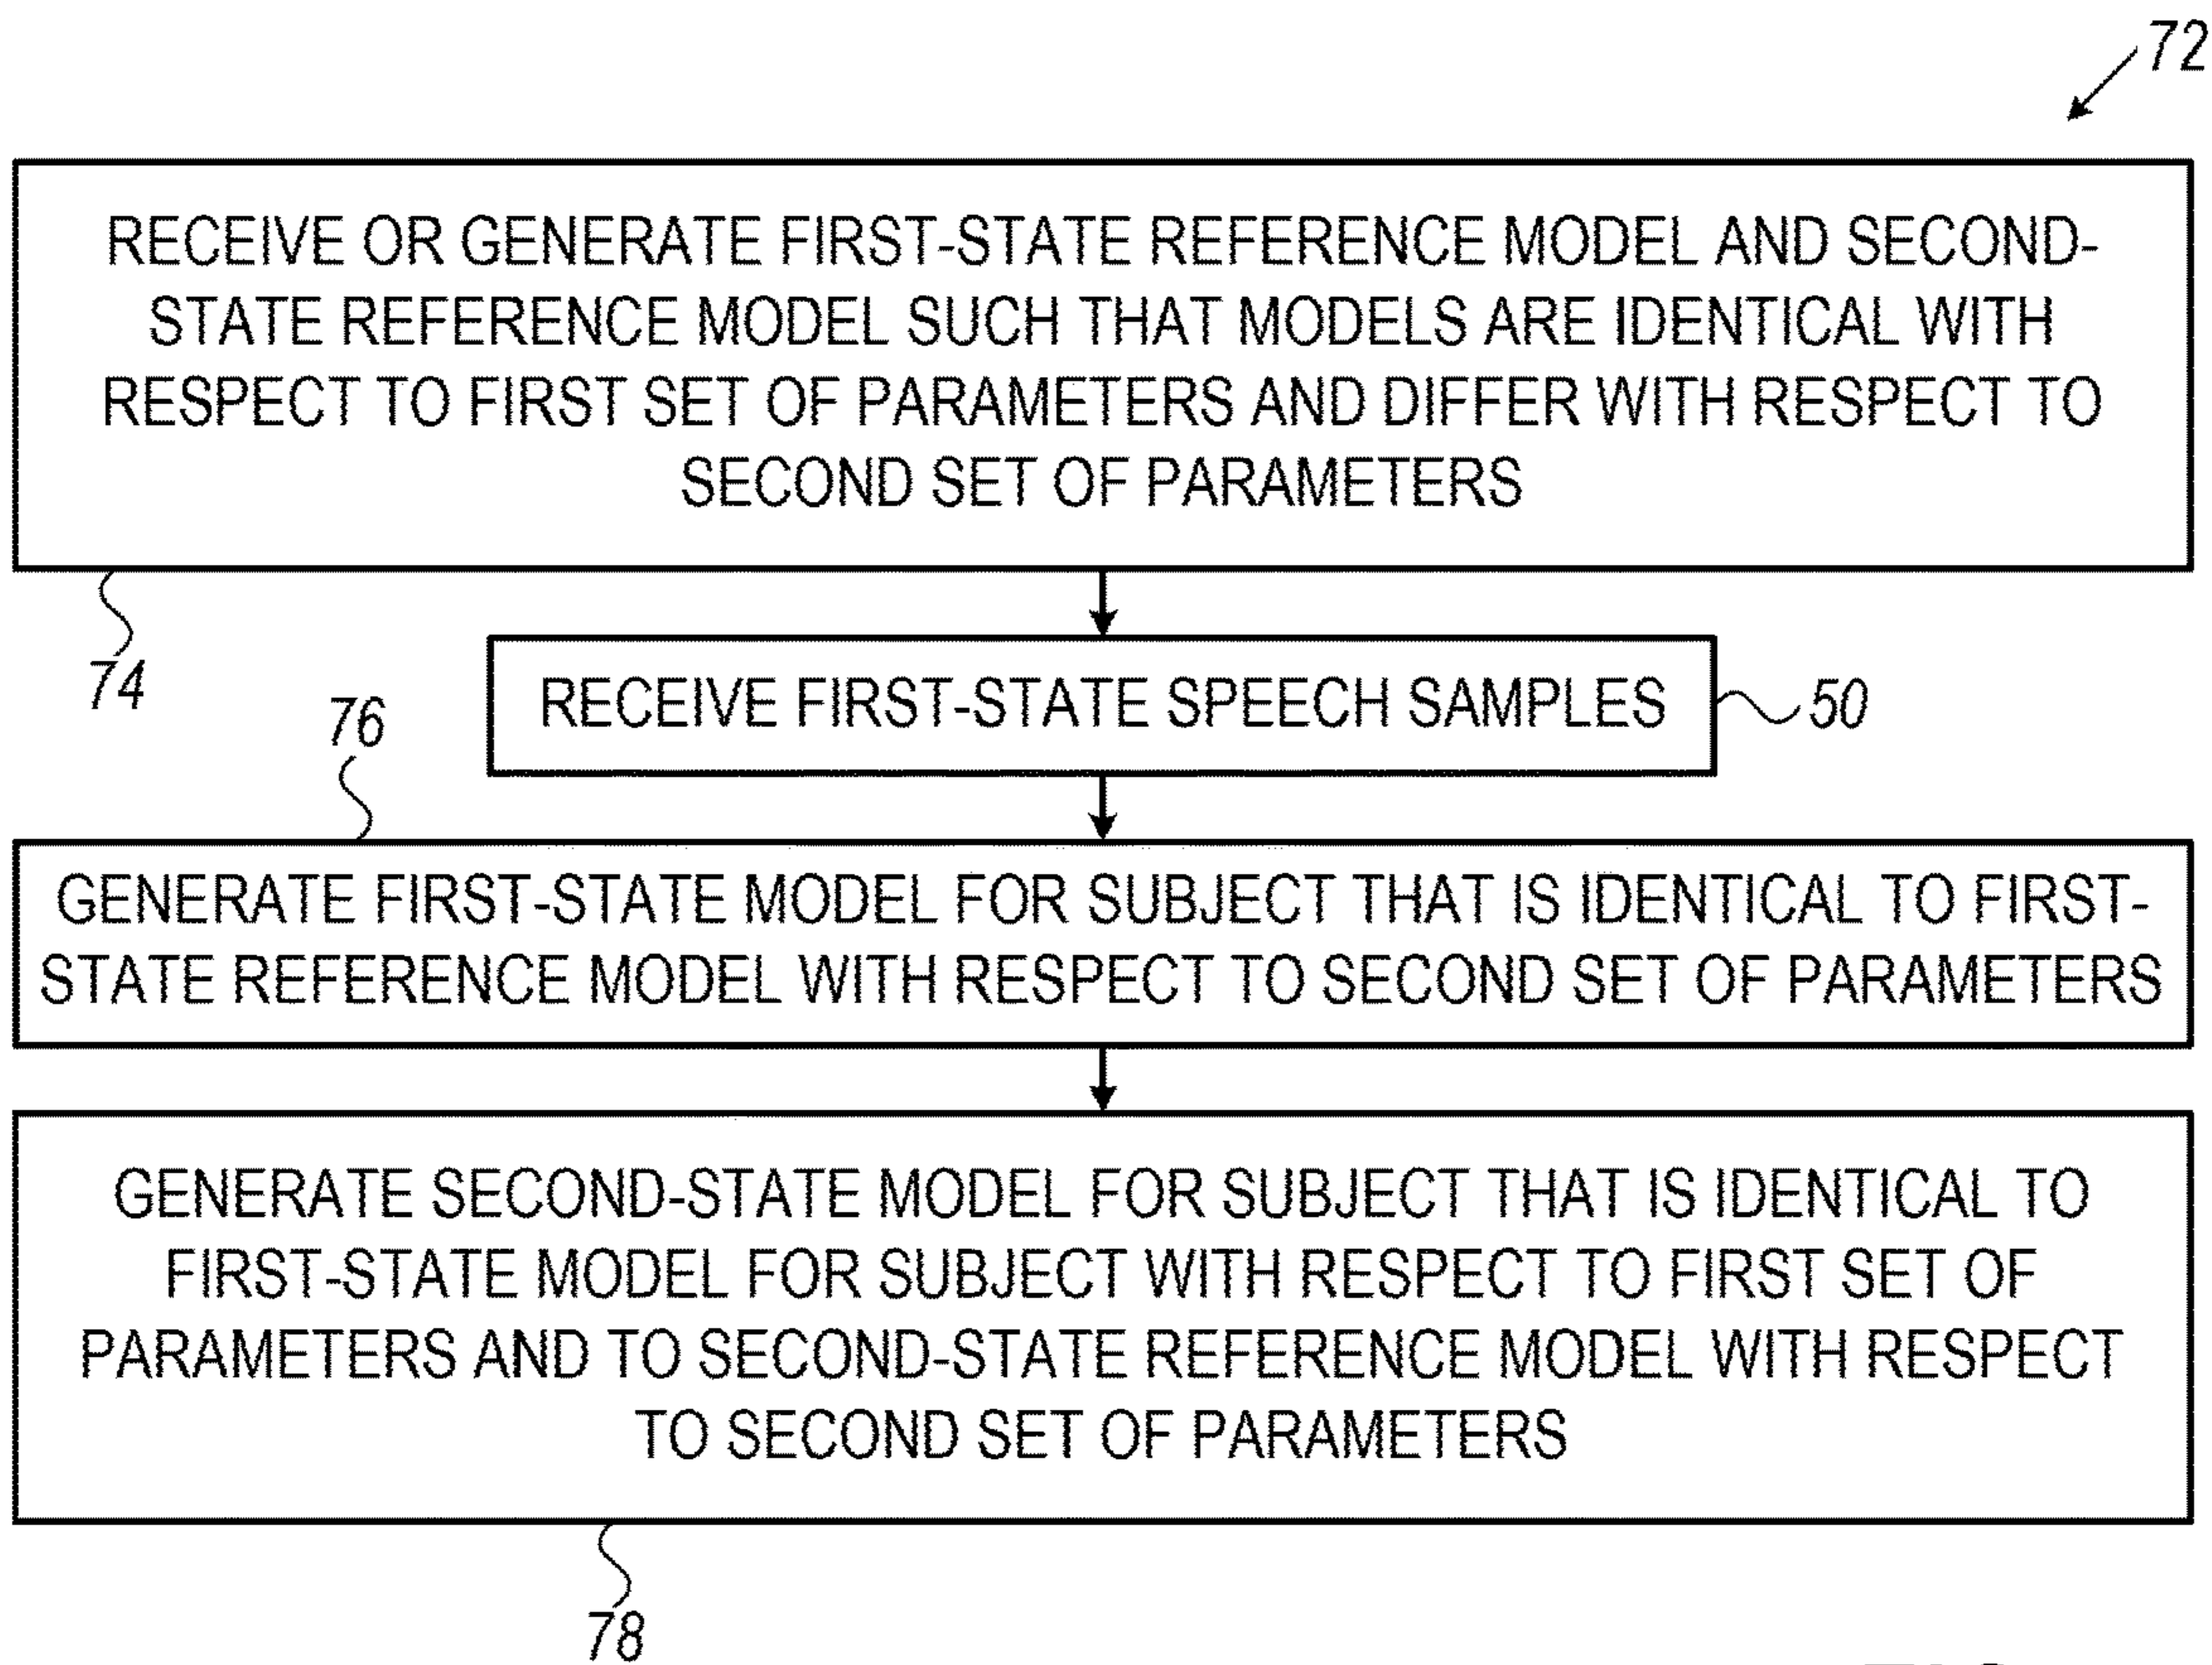 72
RECEIVE OR GENERATE FIRST-STATE REFERENCE MODEL AND SECOND-
STATE REFERENCE MODEL SUCH THAT MODELS ARE IDENTICAL WITH
RESPECT TO FIRST SET OF PARAMETERS AND DIFFER WITH RESPECT TO
SECOND SET OF PARAMETERS
74
RECEIVE FIRST-STATE SPEECH SAMPLES
50
76
GENERATE FIRST-STATE MODEL FOR SUBJECT THAT IS IDENTICAL TO FIRST-
STATE REFERENCE MODEL WITH RESPECT TO SECOND SET OF PARAMETERS
GENERATE SECOND-STATE MODEL FOR SUBJECT THAT IS IDENTICAL TO
FIRST-STATE MODEL FOR SUBJECT WITH RESPECT TO FIRST SET OF
PARAMETERS AND TO SECOND-STATE REFERENCE MODEL WITH RESPECT
TO SECOND SET OF PARAMETERS
78